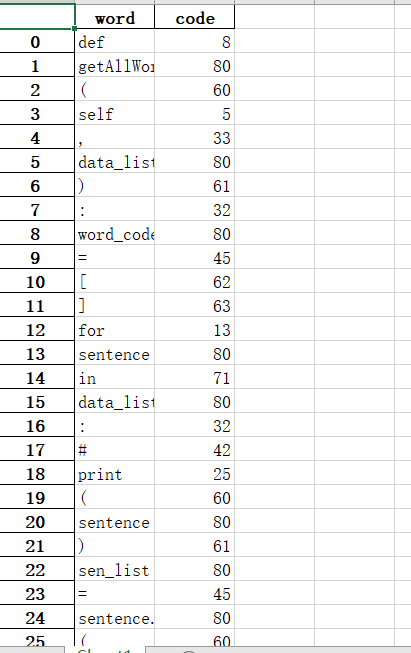 word code
0 def 8
1 getAllWor 80
2 ( 60
3 self 5
4 , 33
5 data_list 80
6 ) 61
7 : 32
8 word_code 80
9 = 45
10 [ 62
11 ] 63
12 for 13
13 sentence 80
14 in 71
15 data_list 80
16 : 32
17 # 42
18 print 25
19 ( 60
20 sentence 80
21 ) 61
22 sen_list 80
23 = 45
24 sentence. 80
25 ( 60